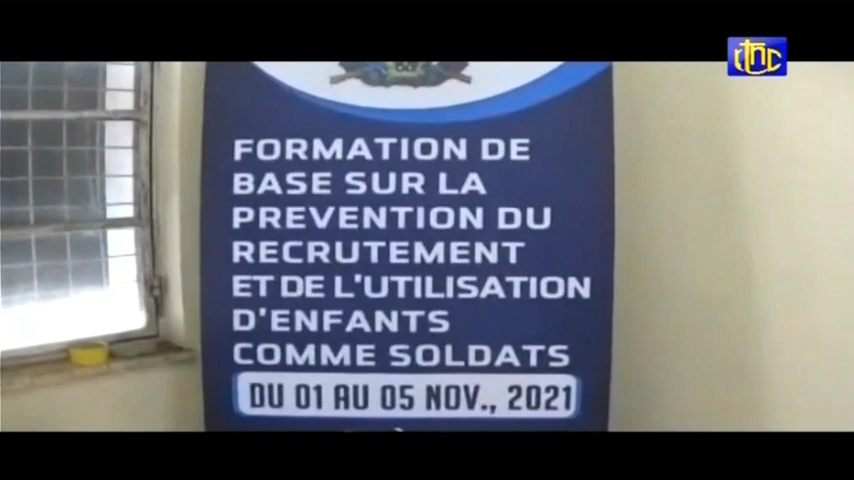 rtnc
FORMATION DE
BASE SUR LA
PREVENTION DU
RECRUTEMENT
ET DE L'UTILISATION
D'ENFANTS
COMME SOLDATS
DU 01 AU 05 NOV., 2021